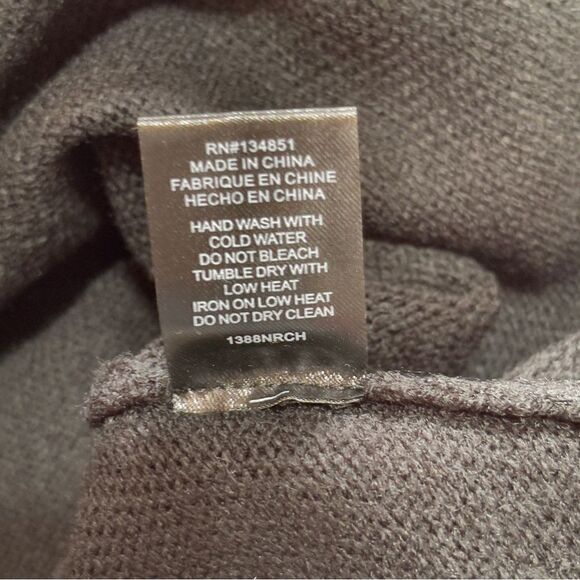 RN#134851
MADE IN CHINA
FABRIQUE EN CHINE
HECHO EN CHINA
HAND WASH WITH
COLD WATER
DO NOT BLEACH
TUMBLE DRY WITH
LOW HEAT
IRON ON LOW HEAT
DO NOT DRY CLEAN
1388NRCH